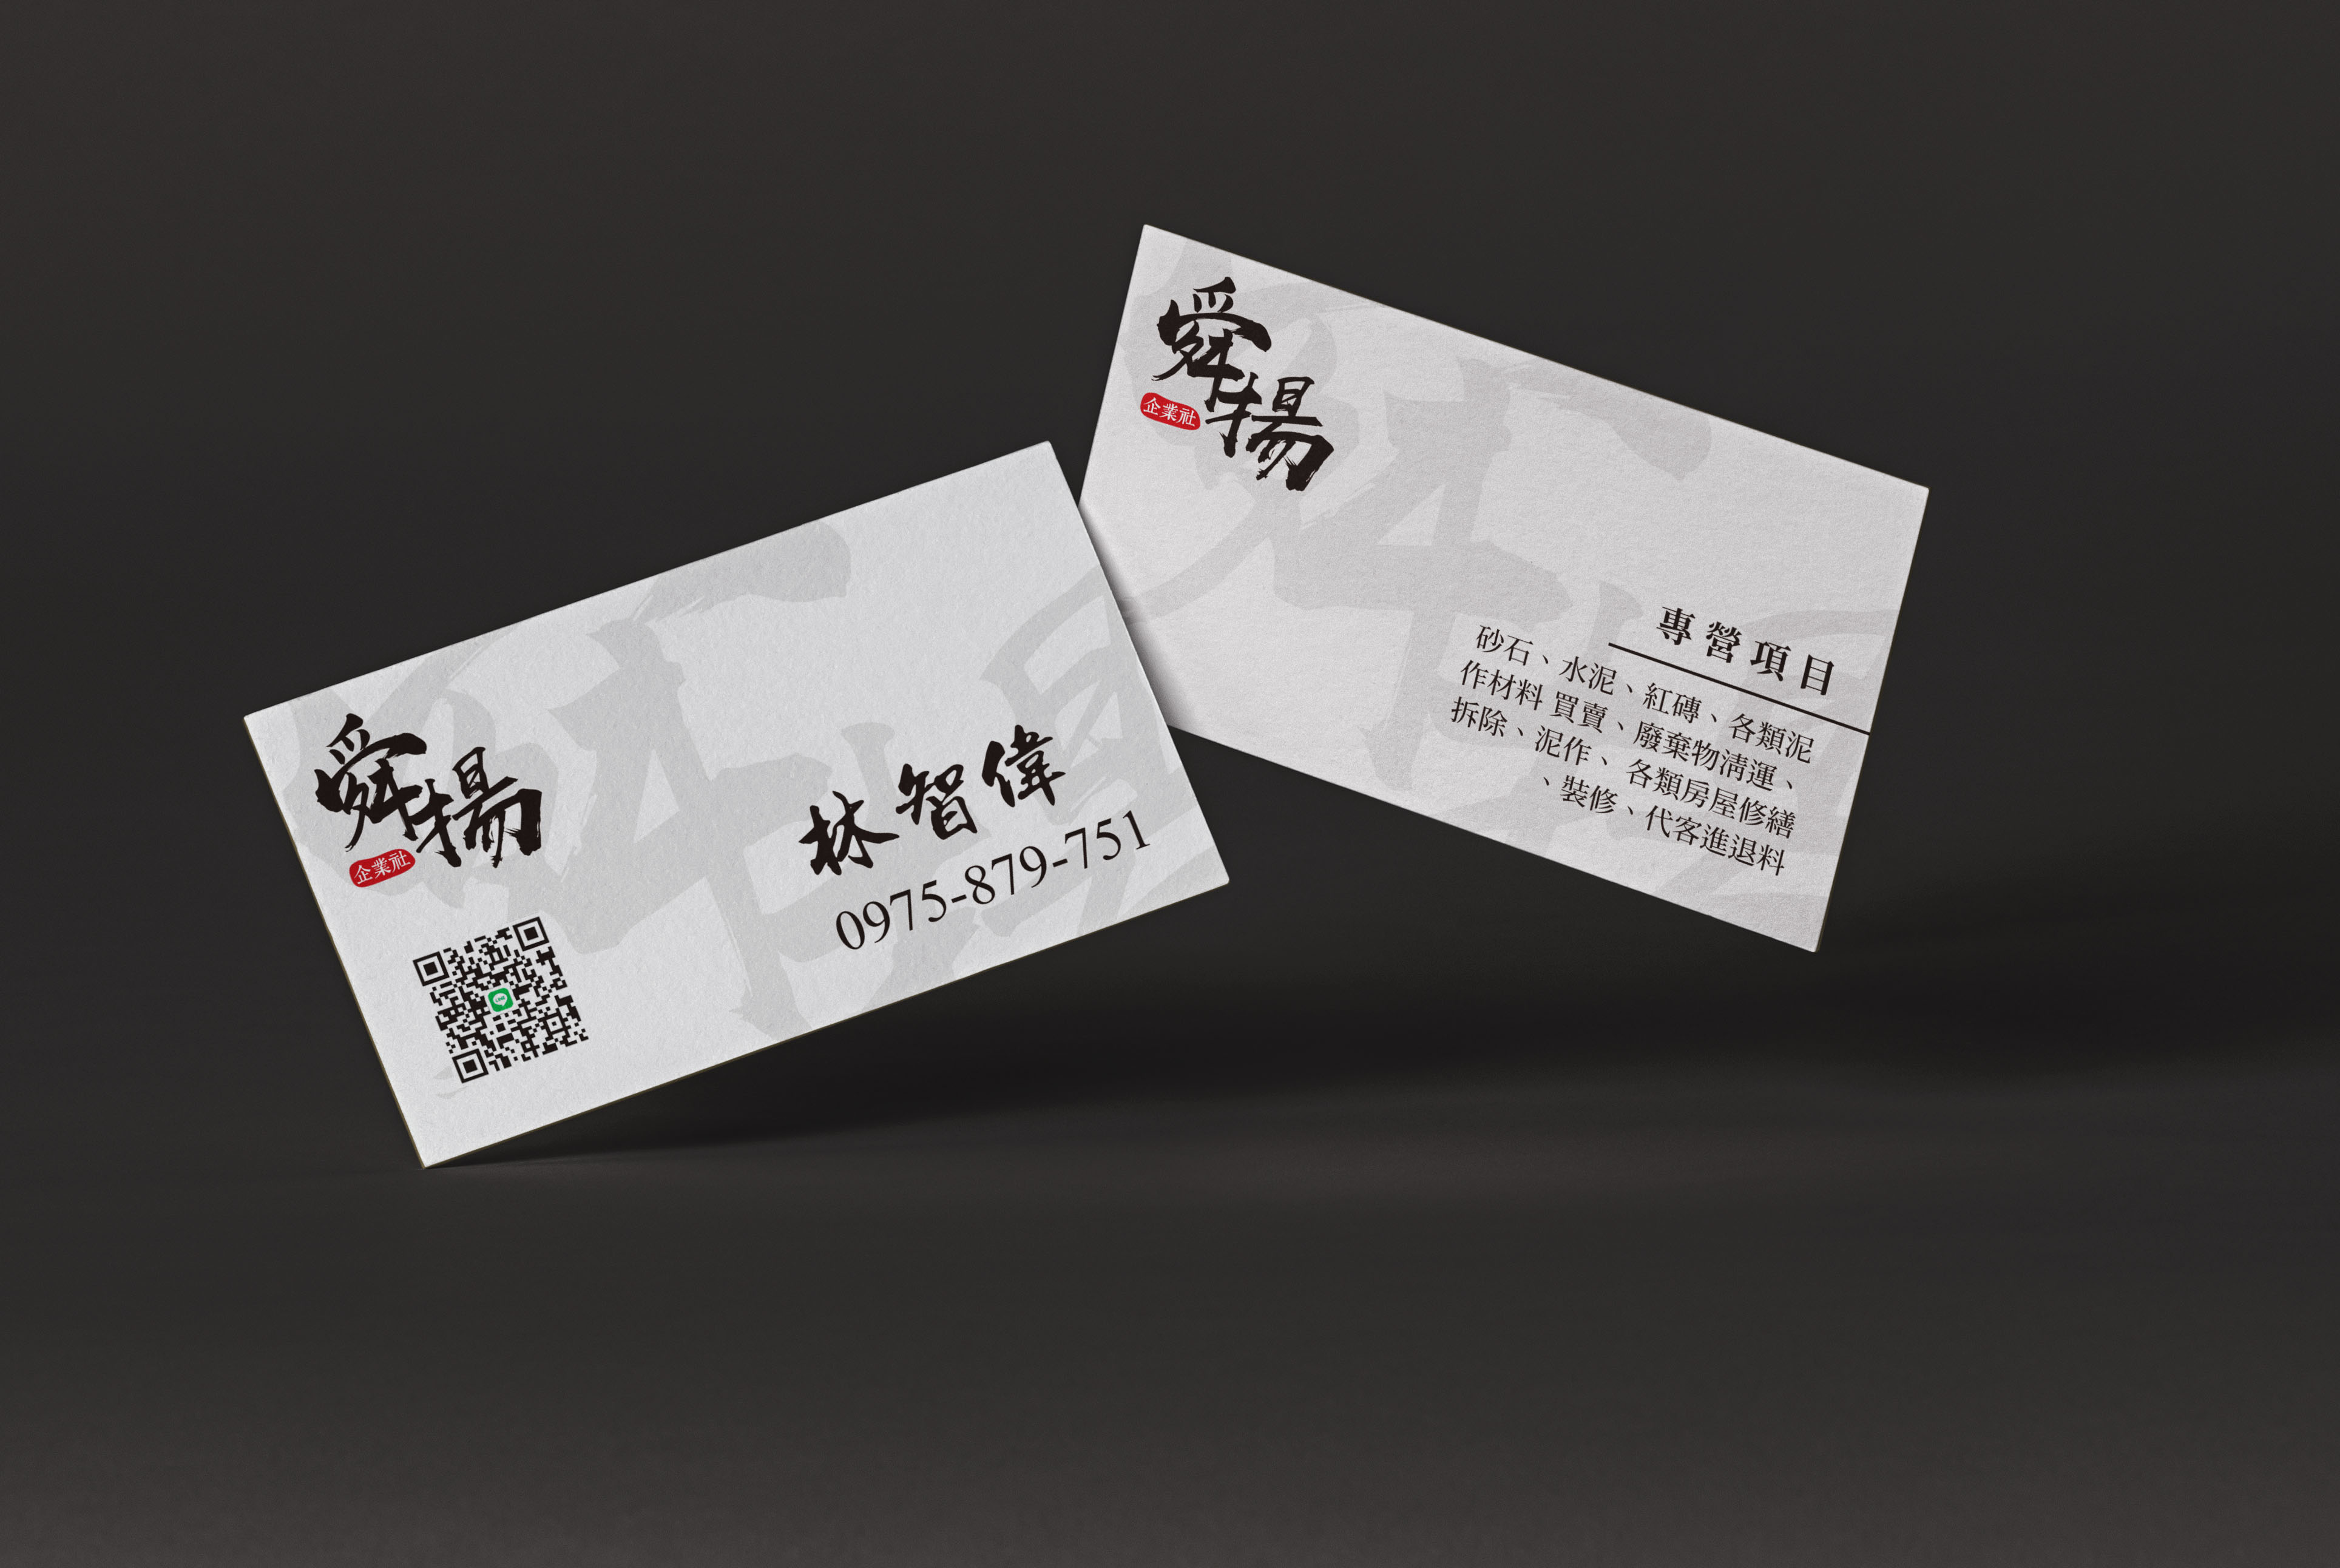 舜揚
企業社
林智偉
0975-879-751
舜揚
企業社
專營項目
砂石、水泥、紅磚、各類泥
作材料 買賣、廢棄物清運、
拆除、泥作、各類房屋修繕
、裝修、代客進退料